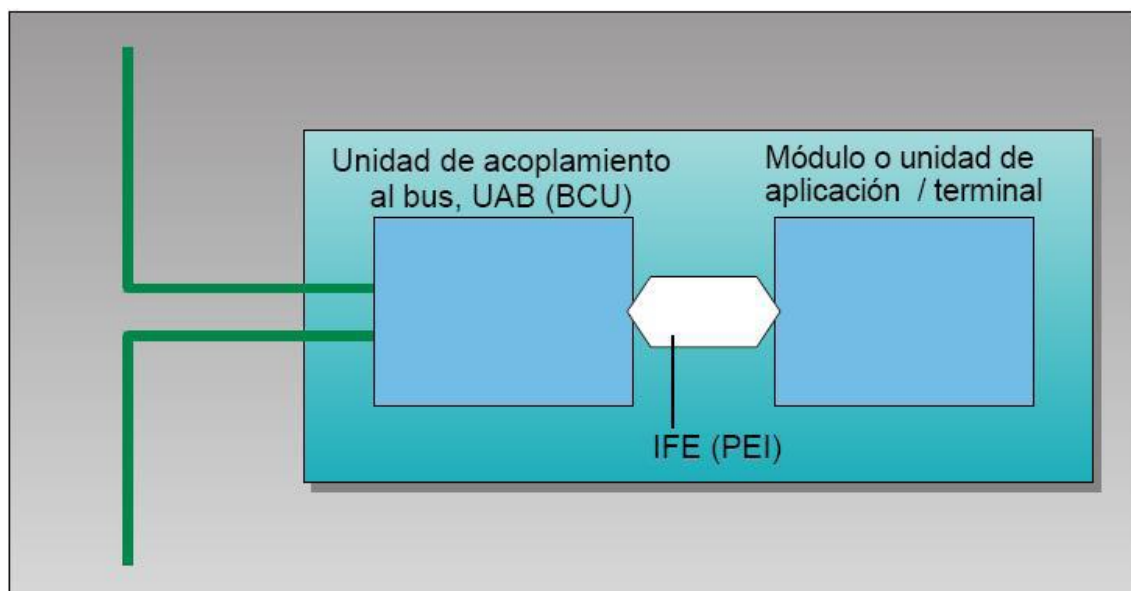 Unidad de acoplamiento
al bus, UAB (BCU)
Módulo o unidad de
aplicación / terminal
IFE (PEI)